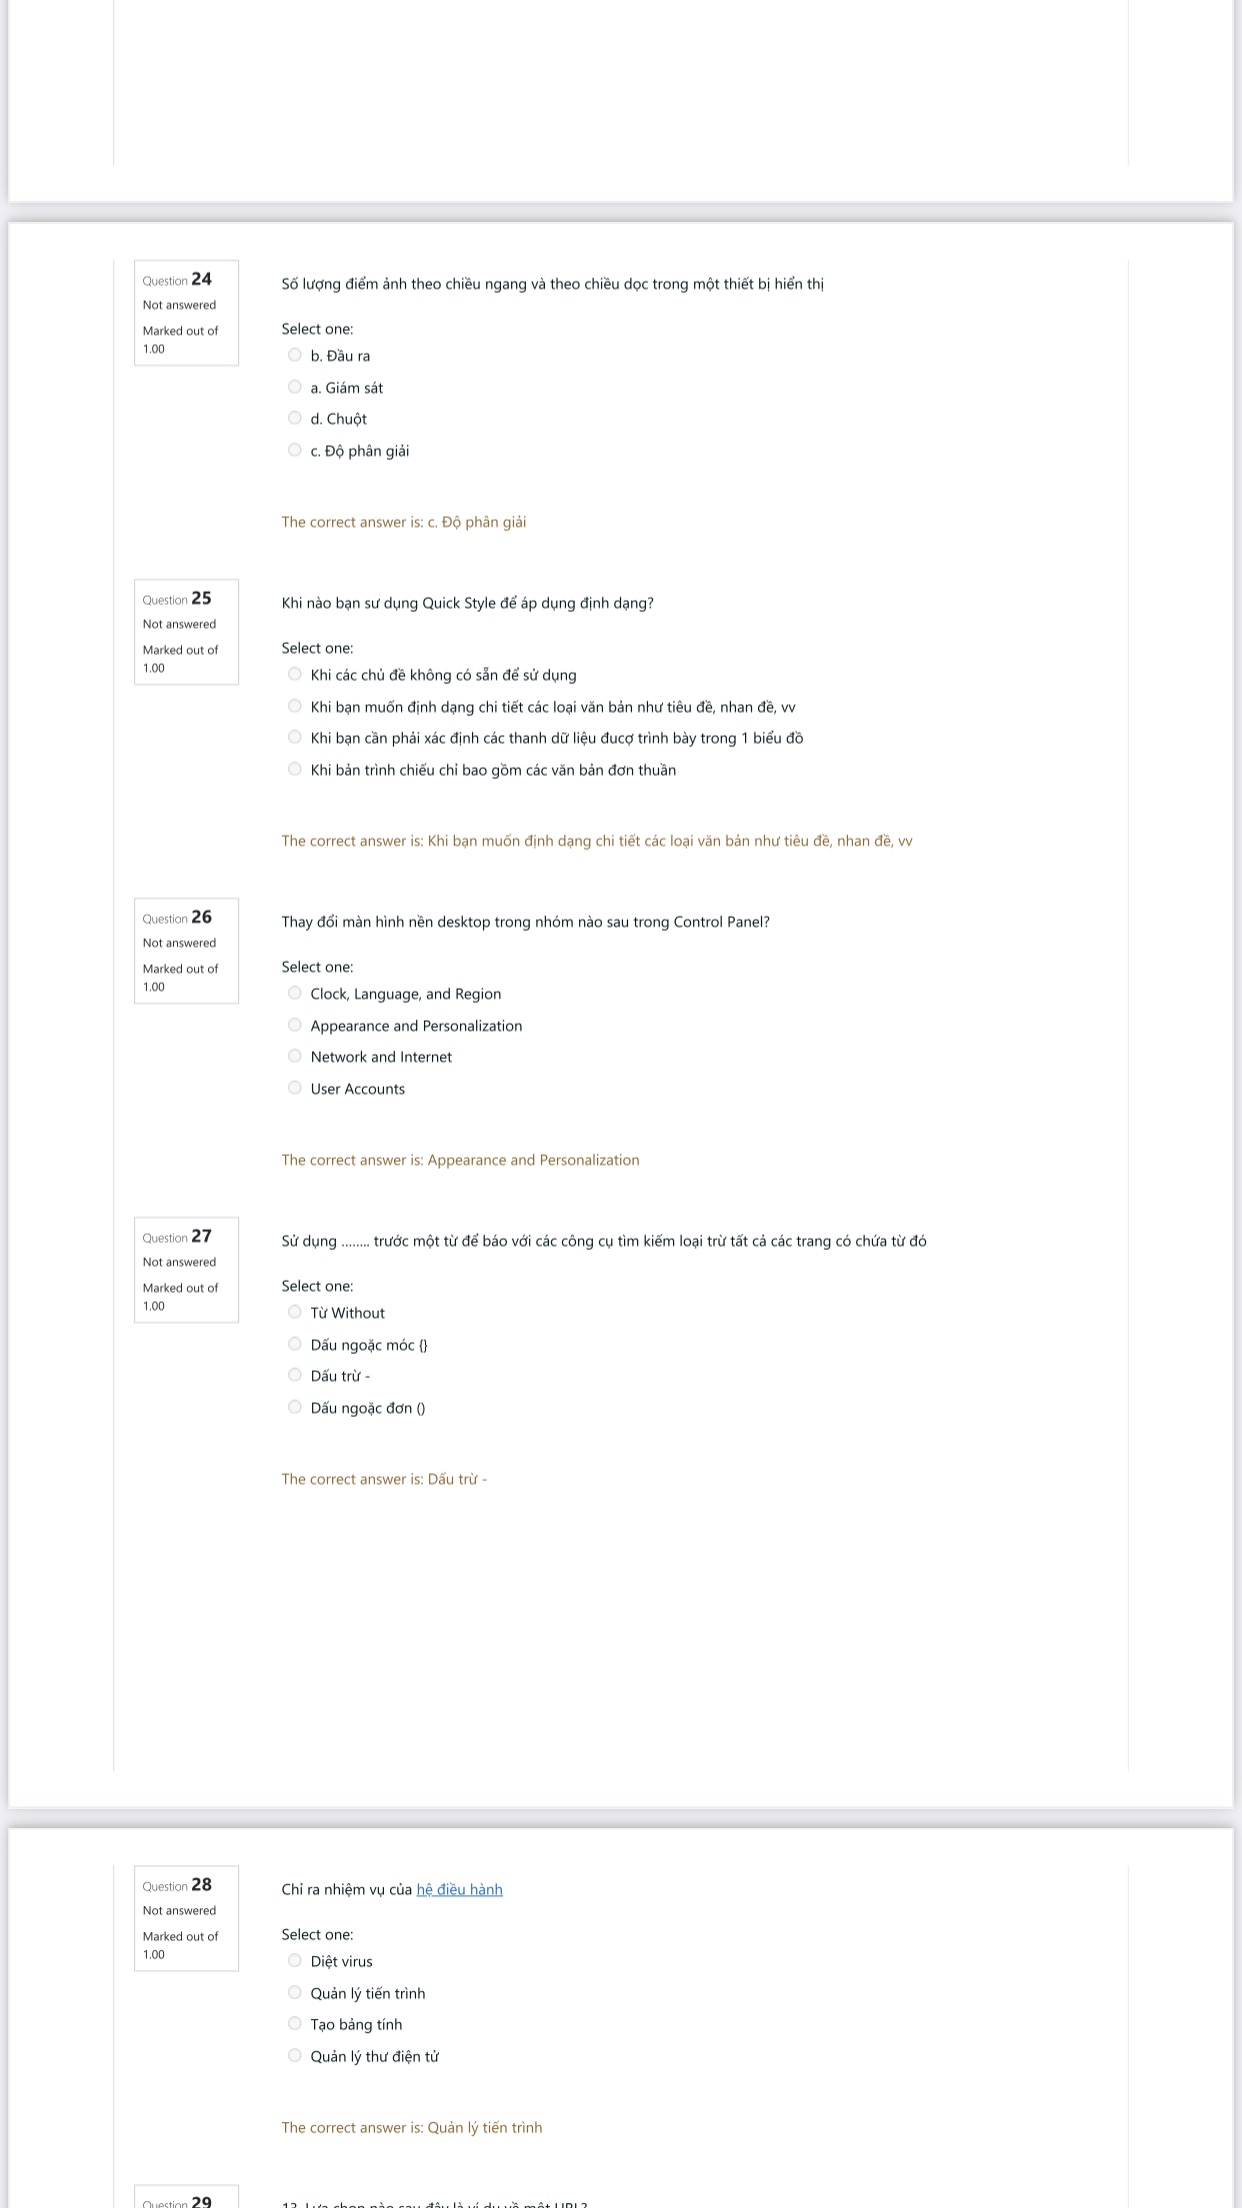 Question 24
Not answered
Marked out of
1.00
Số lượng điểm ảnh theo chiều ngang và theo chiều dọc trong một thiết bị hiển thị
Select one:
b. Đầu ra
a. Giám sát
d. Chuột
c. Độ phân giải
The correct answer is: c. Độ phân giải
Question 25
Not answered
Marked out of
1.00
Khi nào bạn sư dụng Quick Style để áp dụng định dạng?
Select one:
Khi các chủ đề không có sẵn để sử dụng
Khi bạn muốn định dạng chi tiết các loại văn bản như tiêu đề, nhan đề, vv
Khi bạn cần phải xác định các thanh dữ liệu đucợ trình bày trong 1 biểu đồ
Khi bản trình chiếu chỉ bao gồm các văn bản đơn thuần
The correct answer is: Khi bạn muốn định dạng chi tiết các loại văn bản như tiêu đề, nhan đề, vv
Question 26
Not answered
Marked out of
1.00
Thay đổi màn hình nền desktop trong nhóm nào sau trong Control Panel?
Select one:
Clock, Language, and Region
Appearance and Personalization
Network and Internet
User Accounts
The correct answer is: Appearance and Personalization
Question 27
Not answered
Marked out of
1.00
Sử dụng ........ trước một từ để báo với các công cụ tìm kiếm loại trừ tất cả các trang có chứa từ đó
Select one:
Từ Without
Dấu ngoặc móc {}
Dấu trừ -
Dấu ngoặc đơn ()
The correct answer is: Dấu trừ -
Question 28
Not answered
Marked out of
1.00
Chỉ ra nhiệm vụ của hệ điều hành
Select one:
Diệt virus
Quản lý tiến trình
Tạo bảng tính
Quản lý thư điện tử
The correct answer is: Quản lý tiến trình
Question 29
13. Lựa chọn nào sau đây là ví dụ về một URL?